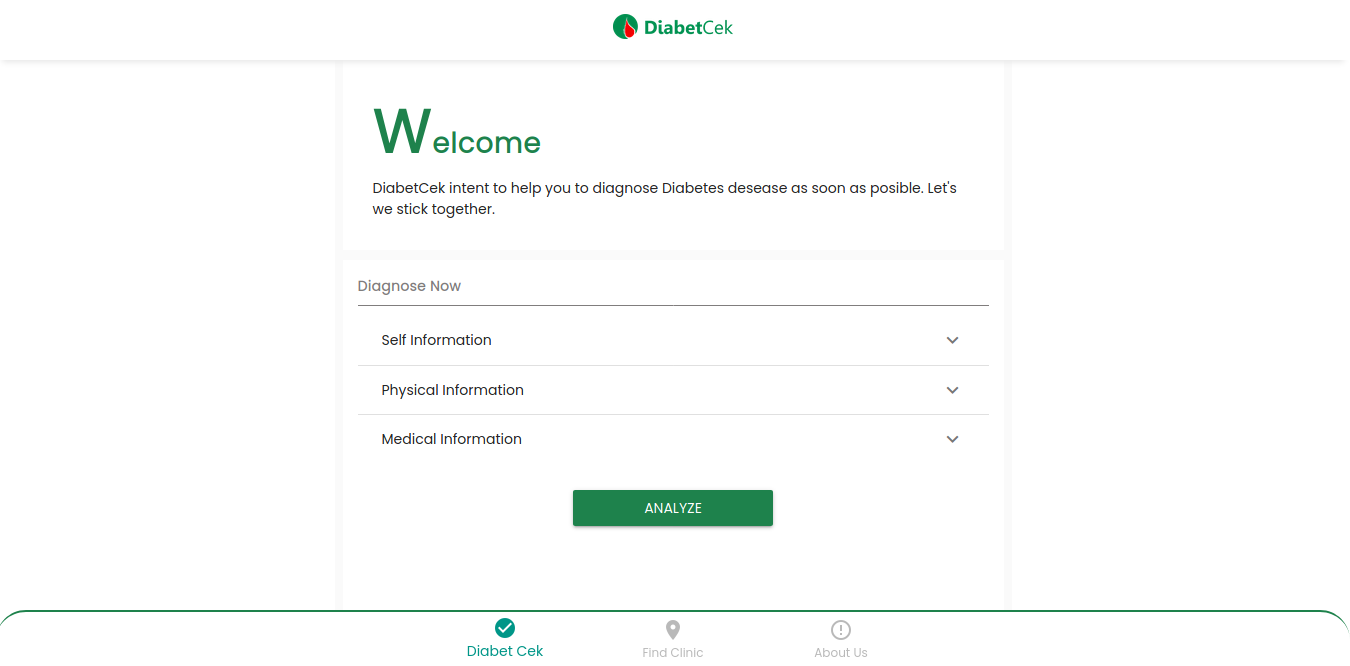 DiabetCek
Welcome
DiabetCek intent to help you to diagnose Diabetes desease as soon as posible. Let's
we stick together.
Diagnose Now
Self Information
Physical Information
Medical Information
ANALYZE
Diabet Cek
Find Clinic
About Us